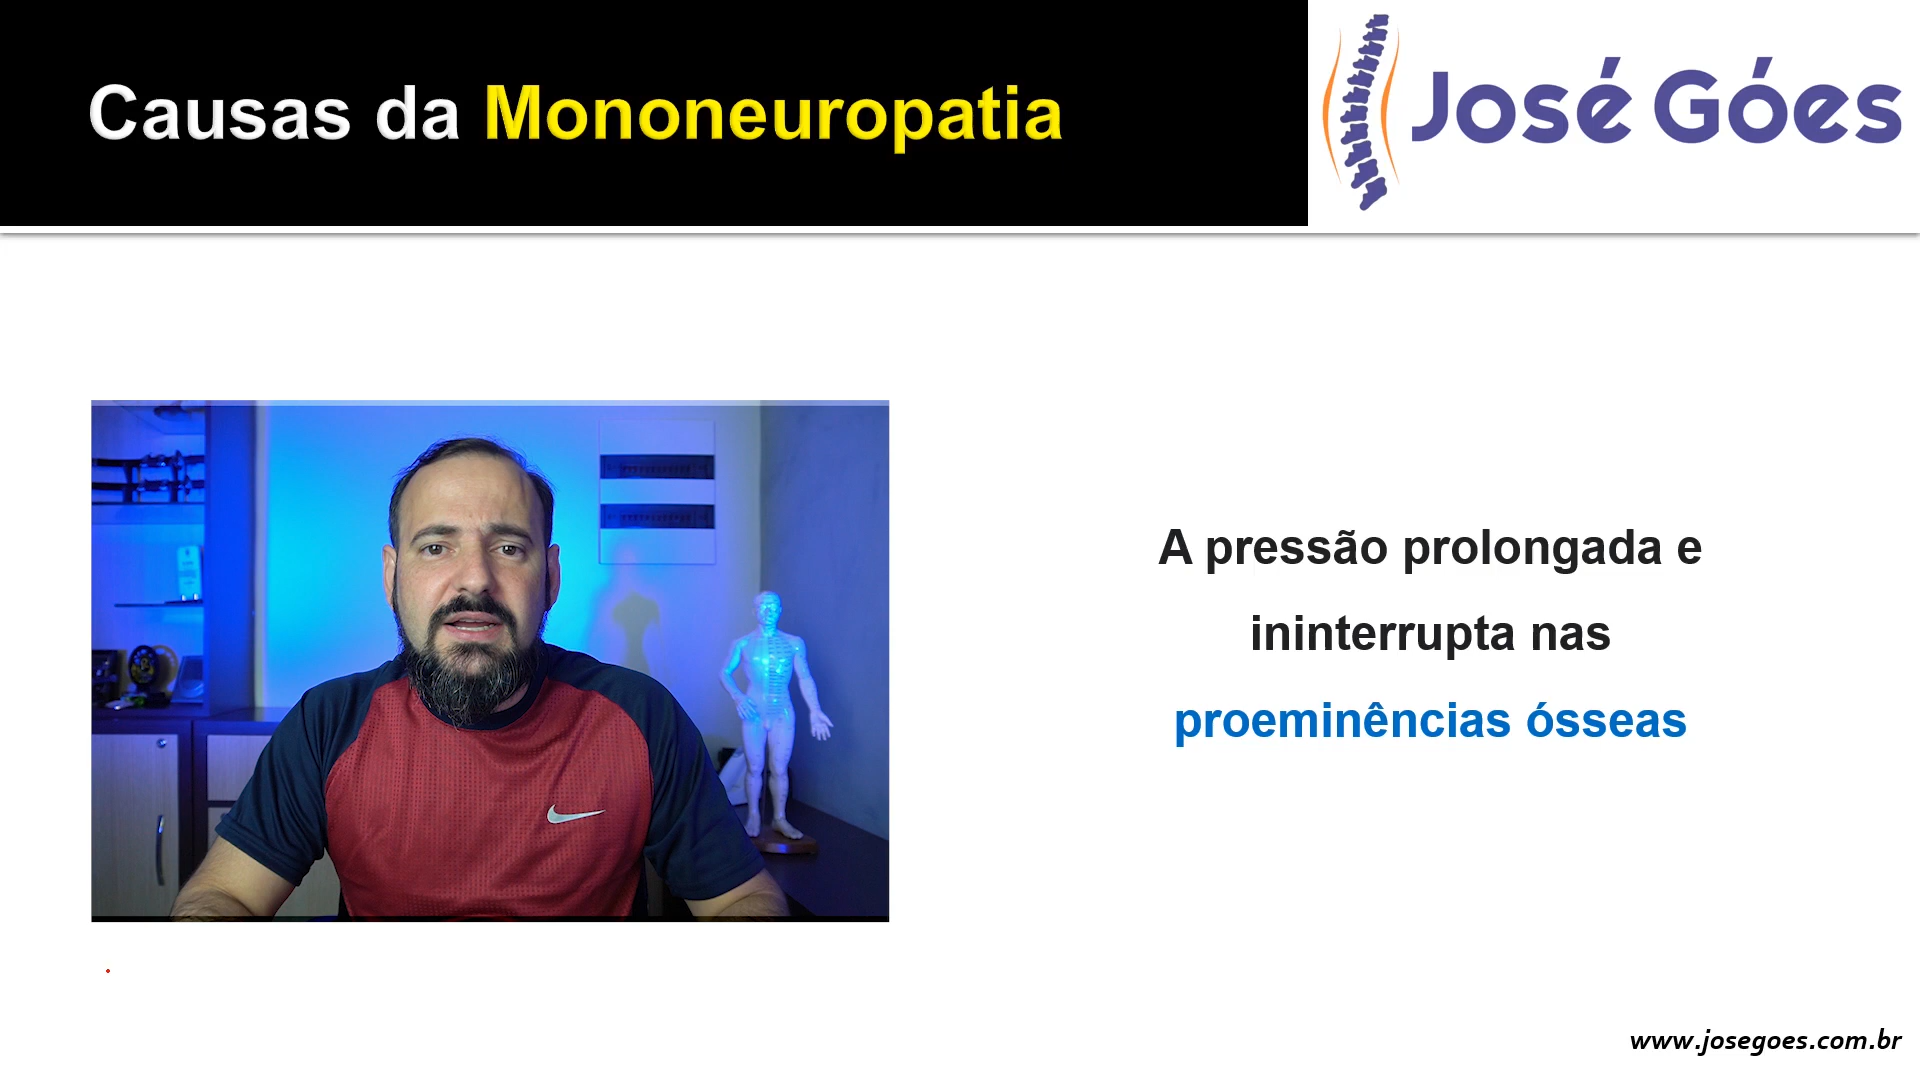 Causas da Mononeuropatia
José Góes
A pressão prolongada e
ininterrupta nas
proeminências ósseas
www.josegoes.com.br